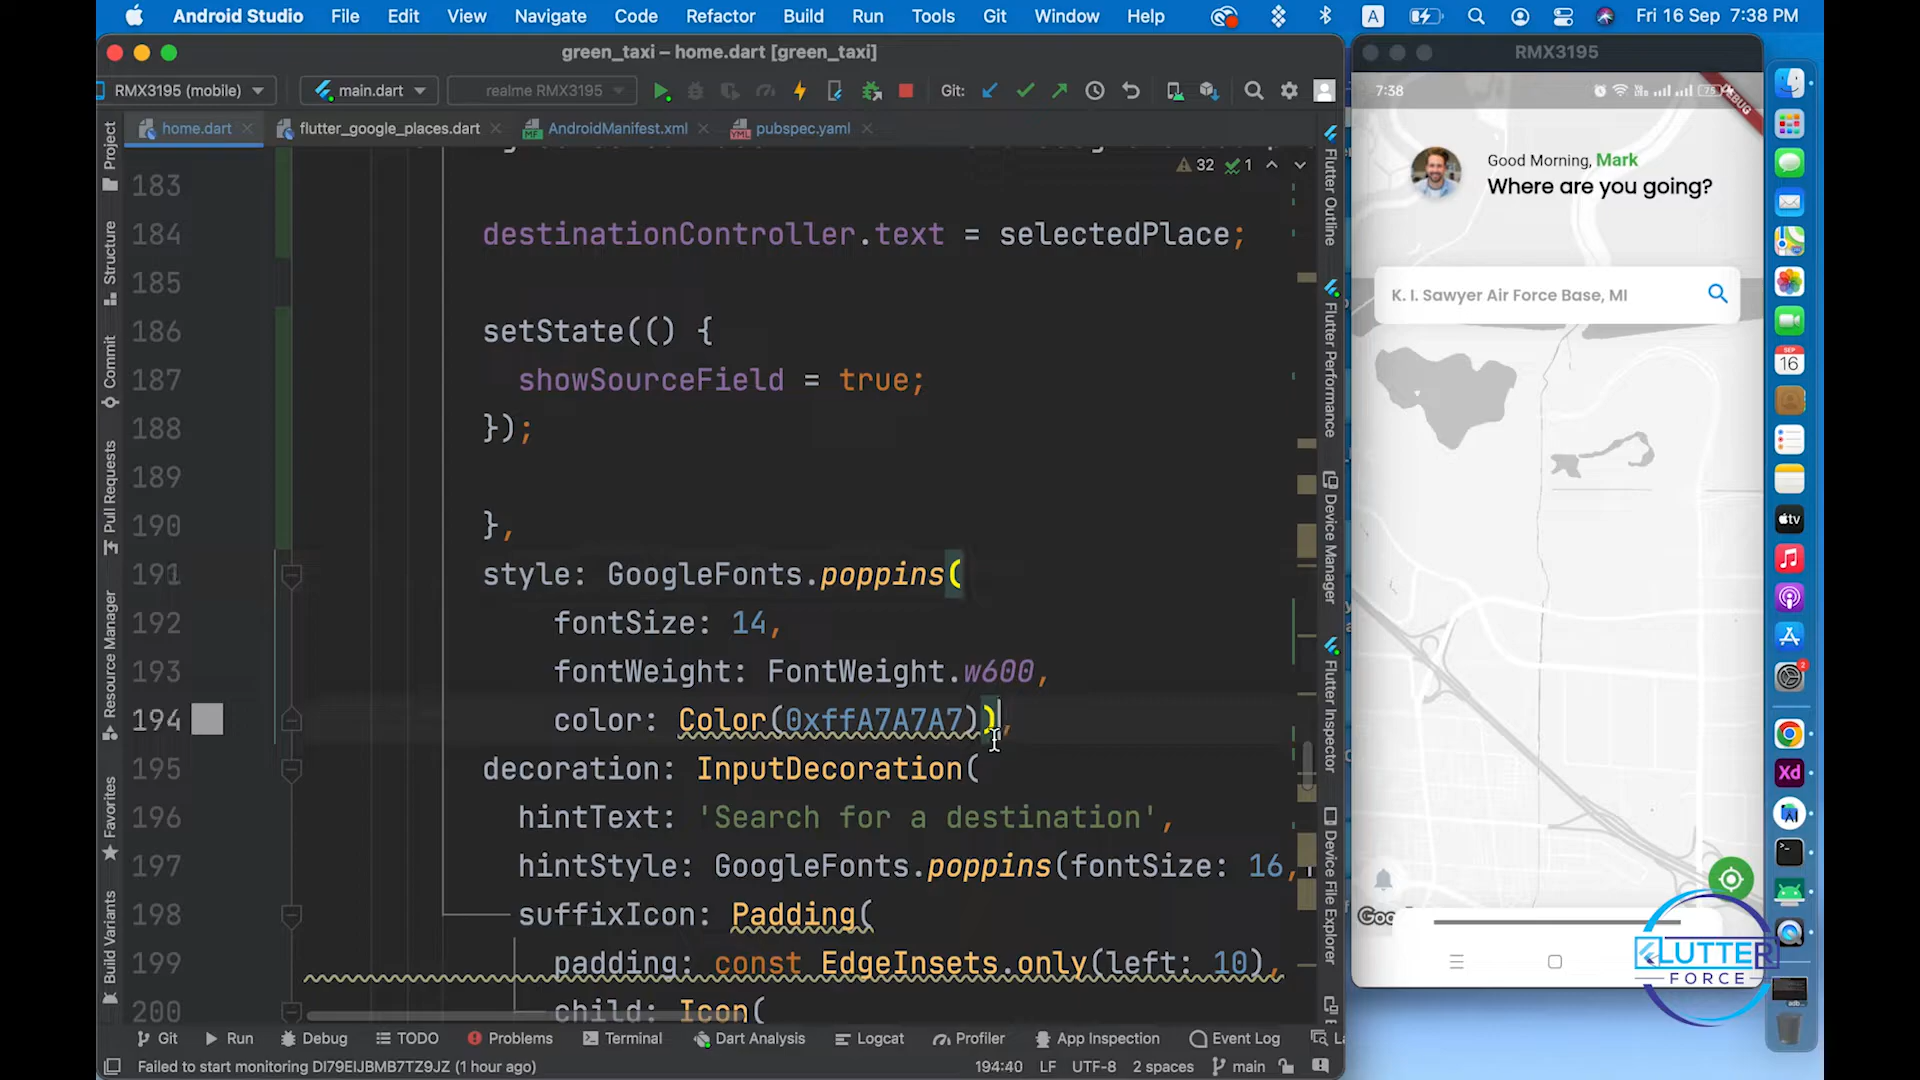 Android Studio File Edit View Navigate Code Refactor Build Run Tools Git Window Help A Fri 16 Sep 7:38 PM
green_taxi – home.dart [green_taxi]
RMX3195
RMX3195 (mobile) main.dart realme RMX3195 Git:
7:38
DEBUG
home.dart flutter_google_places.dart AndroidManifest.xml pubspec.yaml
32 1
183
184 destinationController.text = selectedPlace;
185
186 setState(() {
187 showSourceField = true;
188 });
189
190 },
191 style: GoogleFonts.poppins(
192 fontSize: 14,
193 fontWeight: FontWeight.w600,
194 color: Color(0xffA7A7A7)),
195 decoration: InputDecoration(
196 hintText: 'Search for a destination',
197 hintStyle: GoogleFonts.poppins(fontSize: 16,
198 suffixIcon: Padding(
199 padding: const EdgeInsets.only(left: 10),
200 child: Icon(
Project
Structure
Commit
Pull Requests
Resource Manager
Favorites
Build Variants
Flutter Outline
Flutter Performance
Device Manager
Flutter Inspector
Device File Explorer
Good Morning, Mark
Where are you going?
K. I. Sawyer Air Force Base, MI
Goo
FLUTTER
FORCE
SEP
16
tv
2
Xd
Git Run Debug TODO Problems Terminal Dart Analysis Logcat Profiler App Inspection Event Log
Failed to start monitoring DI79EIJBMB7TZ9JZ (1 hour ago) 194:40 LF UTF-8 2 spaces main